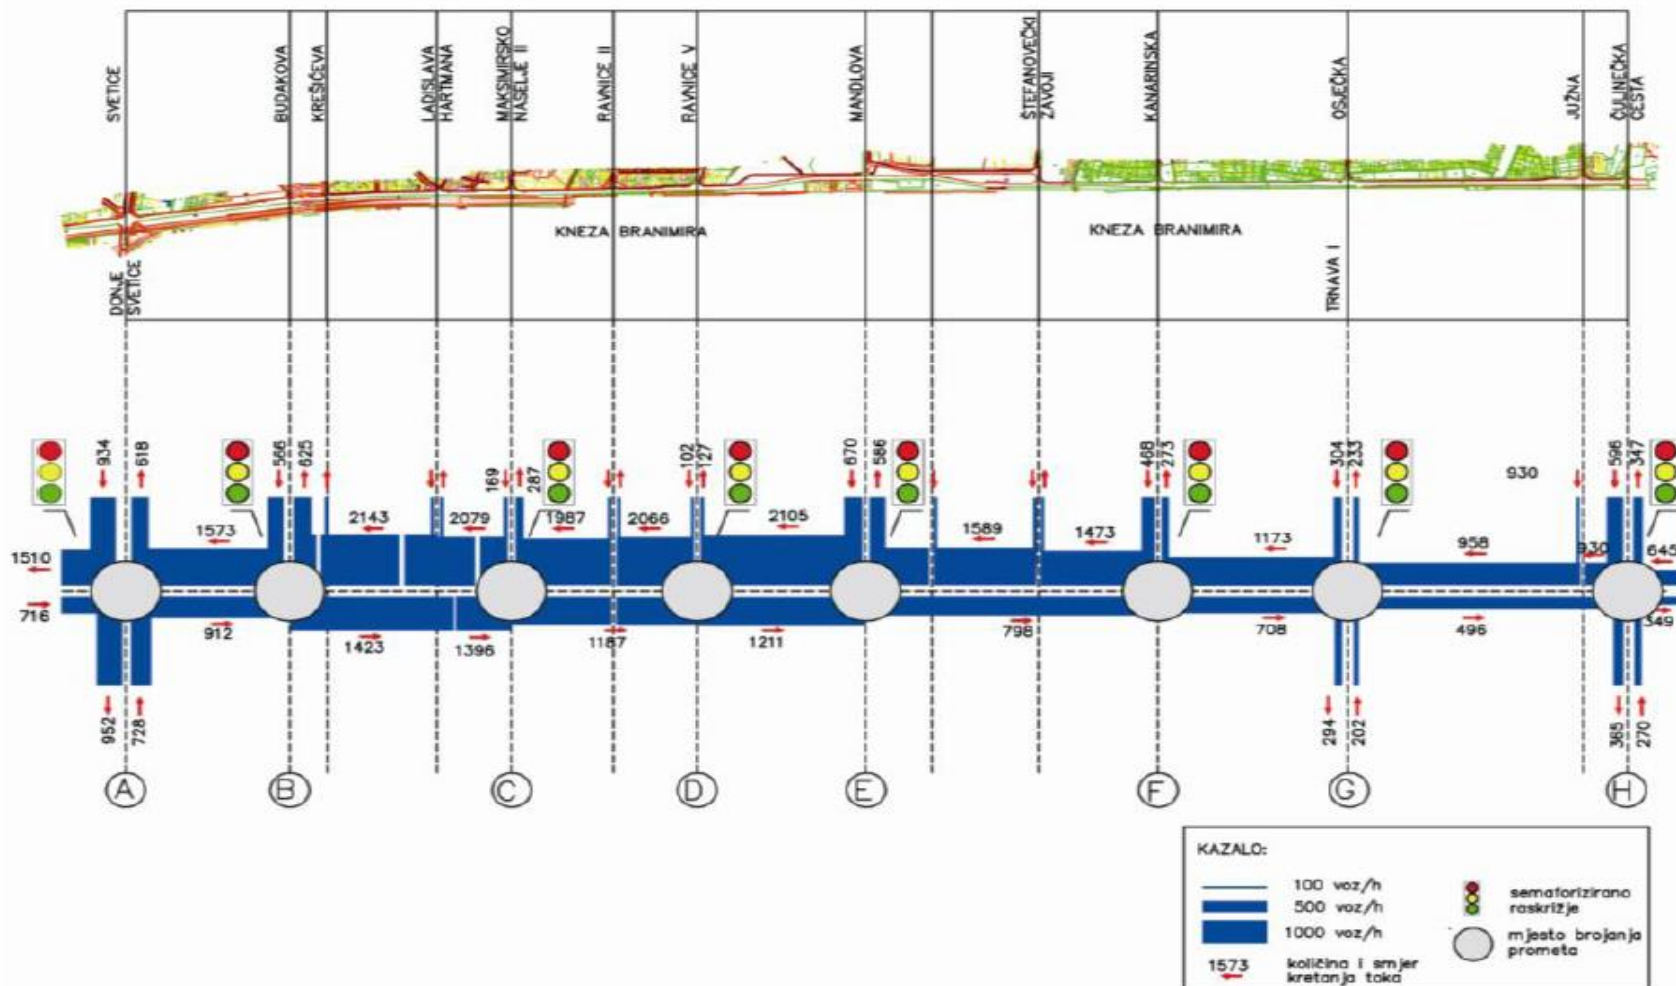 SVETICE
BUDAKOVA
KREŠIĆEVA
LADISLAVA
HARTMANA
MAKSIMIRSKO
NASELJE II
RAVNICE II
RAVNICE V
MANDLOVA
ŠTEFANOVEČKI
ZAVOJI
KANARINSKA
OSJEČKA
JUŽNA
ČULINEČKA
CESTA
KNEZA BRANIMIRA
KNEZA BRANIMIRA
DONJE
SVETICE
TRNAVA I
934
618
566
625
169
287
102
127
670
586
468
273
304
233
930
596
347
1510
1573
2143
2079
1987
2066
2105
1589
1473
1173
958
930
645
716
912
1423
1396
1187
1211
798
708
496
349
952
728
294
202
365
270
A
B
C
D
E
F
G
H
KAZALO:
100 voz/h
500 voz/h
1000 voz/h
1573
količina i smjer
kretanja toka
semaforizirano
raskrižje
mjesto brojanja
prometa